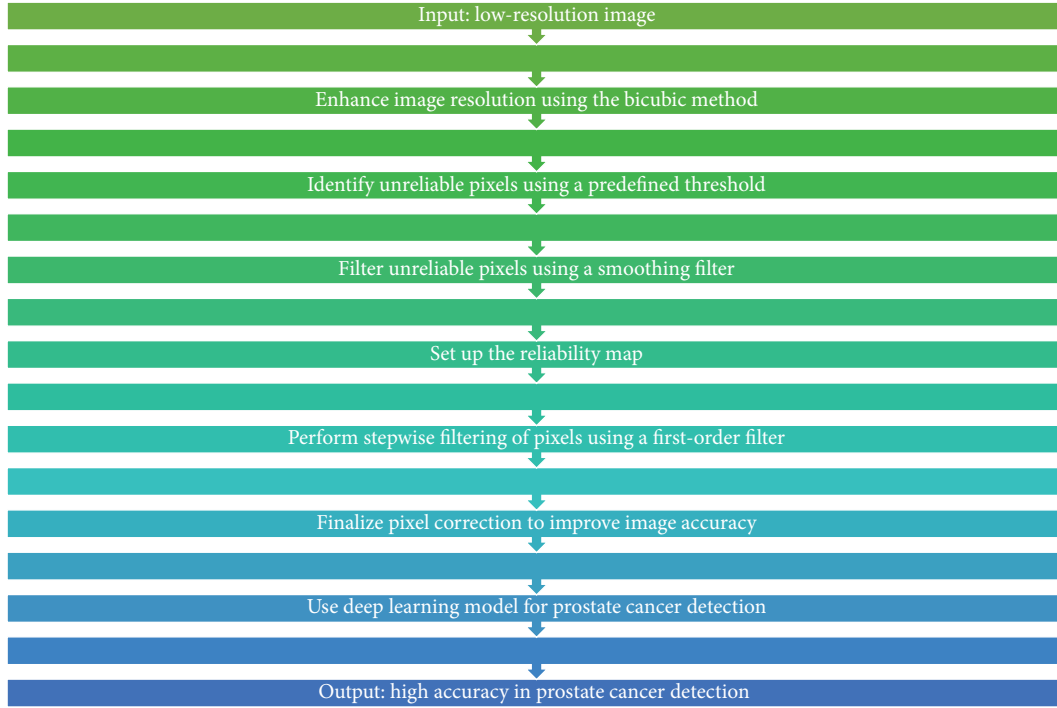 Input: low-resolution image
Enhance image resolution using the bicubic method
Identify unreliable pixels using a predefined threshold
Filter unreliable pixels using a smoothing filter
Set up the reliability map
Perform stepwise filtering of pixels using a first-order filter
Finalize pixel correction to improve image accuracy
Use deep learning model for prostate cancer detection
Output: high accuracy in prostate cancer detection